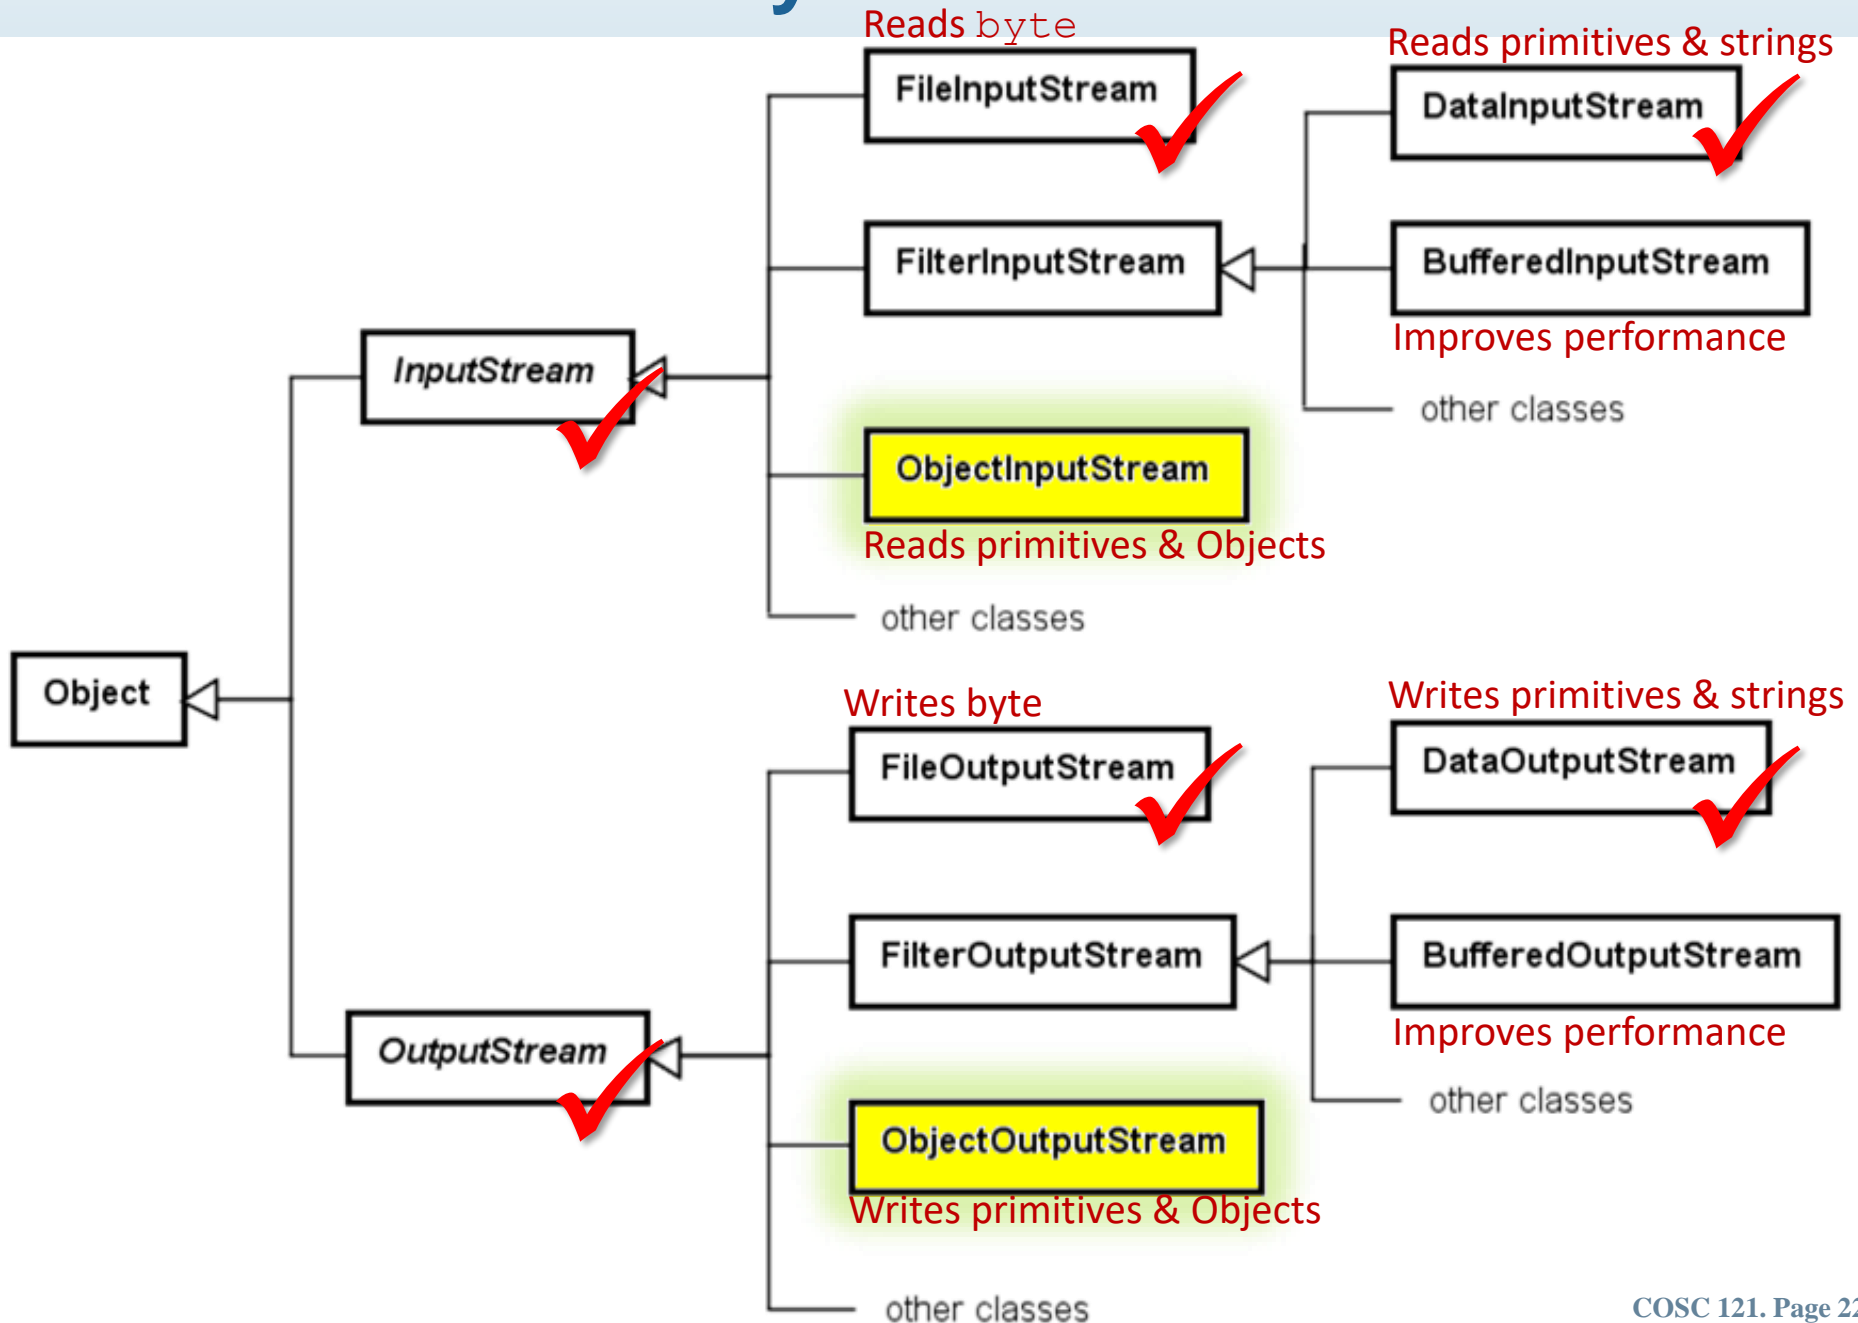 Reads byte
FileInputStream
Reads primitives & strings
DataInputStream
FilterInputStream
BufferedInputStream
Improves performance
other classes
InputStream
ObjectInputStream
Reads primitives & Objects
other classes
Object
Writes byte
FileOutputStream
Writes primitives & strings
DataOutputStream
FilterOutputStream
BufferedOutputStream
Improves performance
other classes
OutputStream
ObjectOutputStream
Writes primitives & Objects
other classes
COSC 121. Page 22